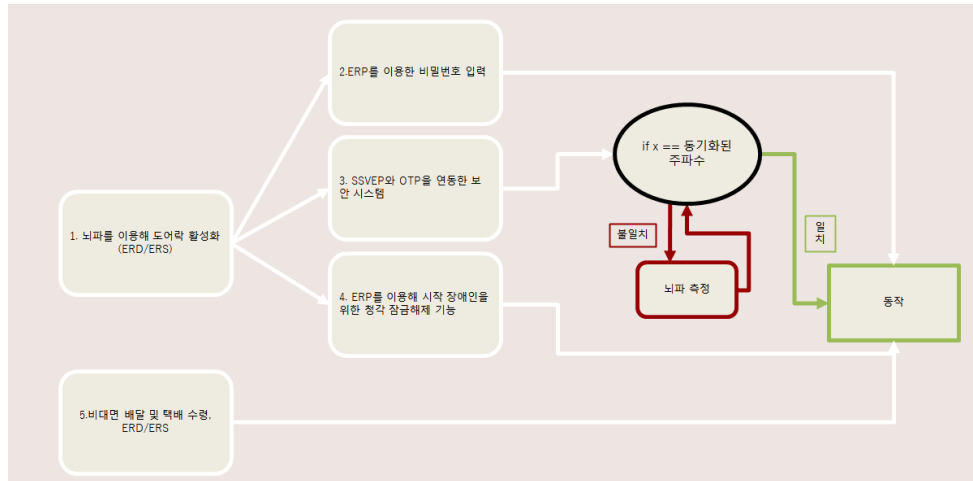 2.ERP를 이용한 비밀번호 입력
if x == 동기화된
주파수
3. SSVEP와 OTP을 연동한 보
안 시스템
1. 뇌파를 이용해 도어락 활성화
(ERD/ERS)
불일치
일
치
뇌파 측정
4. ERP를 이용해 시작 장애인을
위한 청각 잠금해제 기능
동작
5.비대면 배달 및 택배 수령,
ERD/ERS